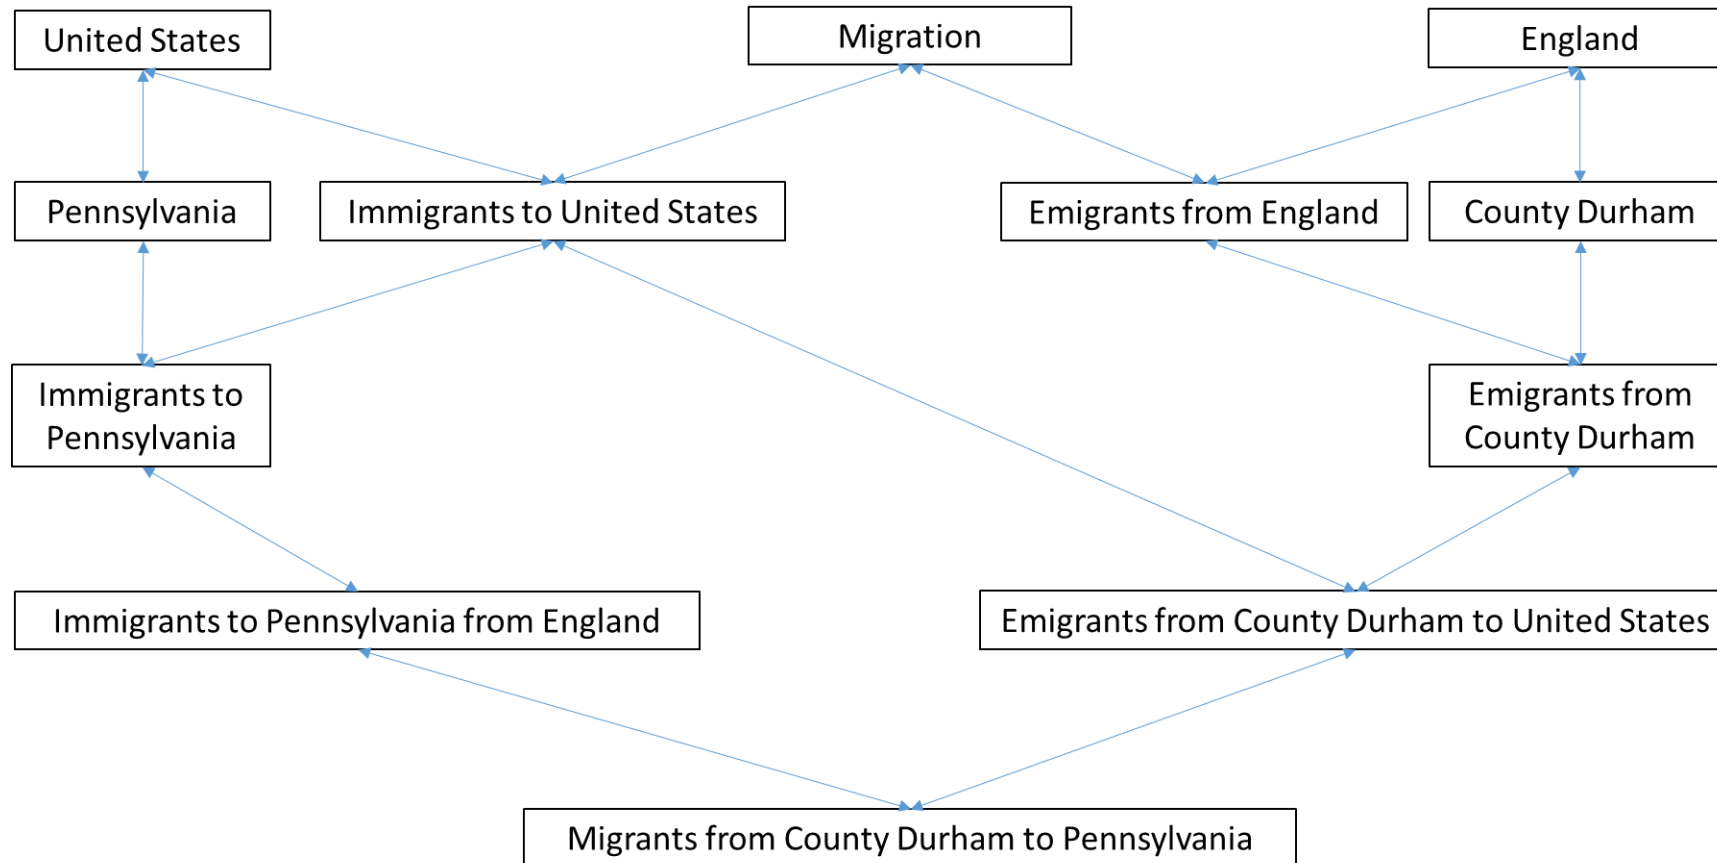 United States
Migration
England
Pennsylvania
Immigrants to United States
Emigrants from England
County Durham
Immigrants to
Pennsylvania
Emigrants from
County Durham
Immigrants to Pennsylvania from England
Emigrants from County Durham to United States
Migrants from County Durham to Pennsylvania